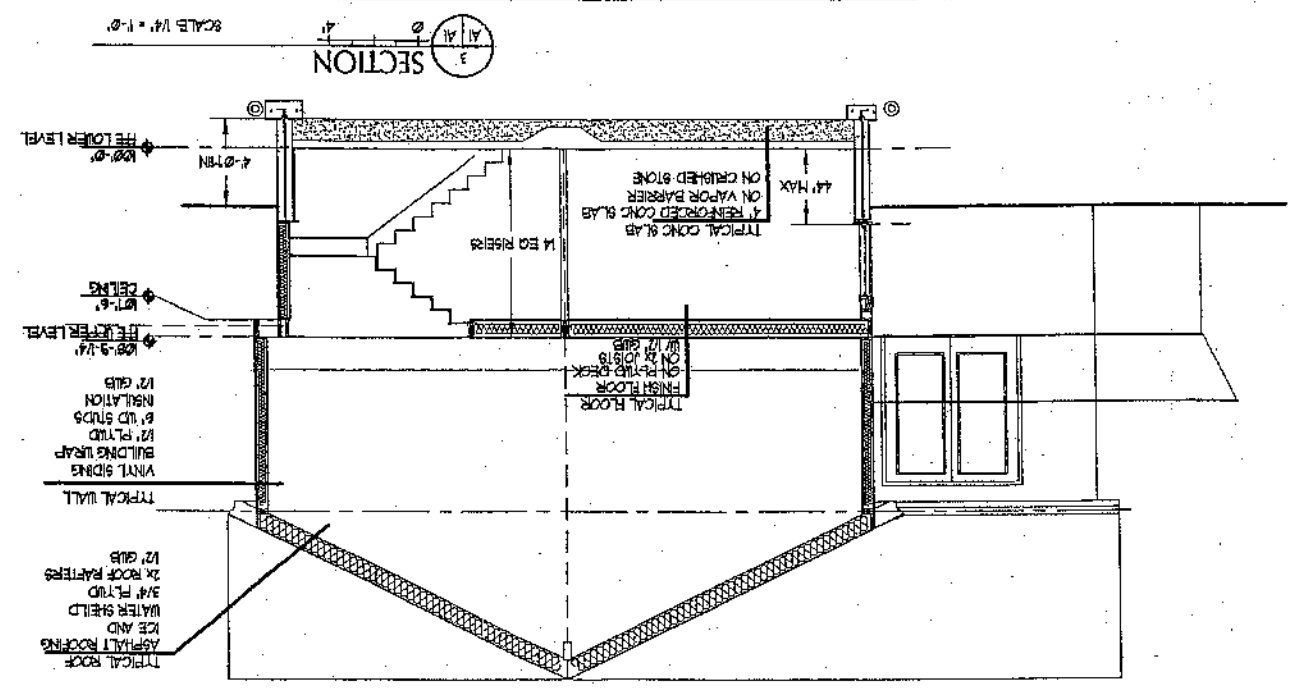 TYPICAL ROOF
ASPHALT ROOFING
ICE AND
WATER SHEILD
3/4" PLYWD
2x ROOF RAFTERS
1/2" GWB
TYPICAL WALL
VINYL SIDING
BUILDING WRAP
1/2" PLYWD
6" WD STUDS
INSULATION
1/2" GWB
TYPICAL FLOOR
FINISH FLOOR
ON PLYWD DECK
ON 2x JOISTS
W/ 1/2" GWB
108'-9-1/4"
FFE UPPER LEVEL
107'-6"
CEILING
14 EQ RISERS
TYPICAL CONC SLAB
4" REINFORCED CONC SLAB
ON VAPOR BARRIER
ON CRUSHED STONE
44" MAX
4'-0" MIN
100'-0"
FFE LOWER LEVEL
3
A1 A1
SECTION
0 4'
SCALE 1/4" = 1'-0"